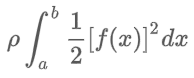 ρ∫_a^b 1/2 [f(x)]² dx